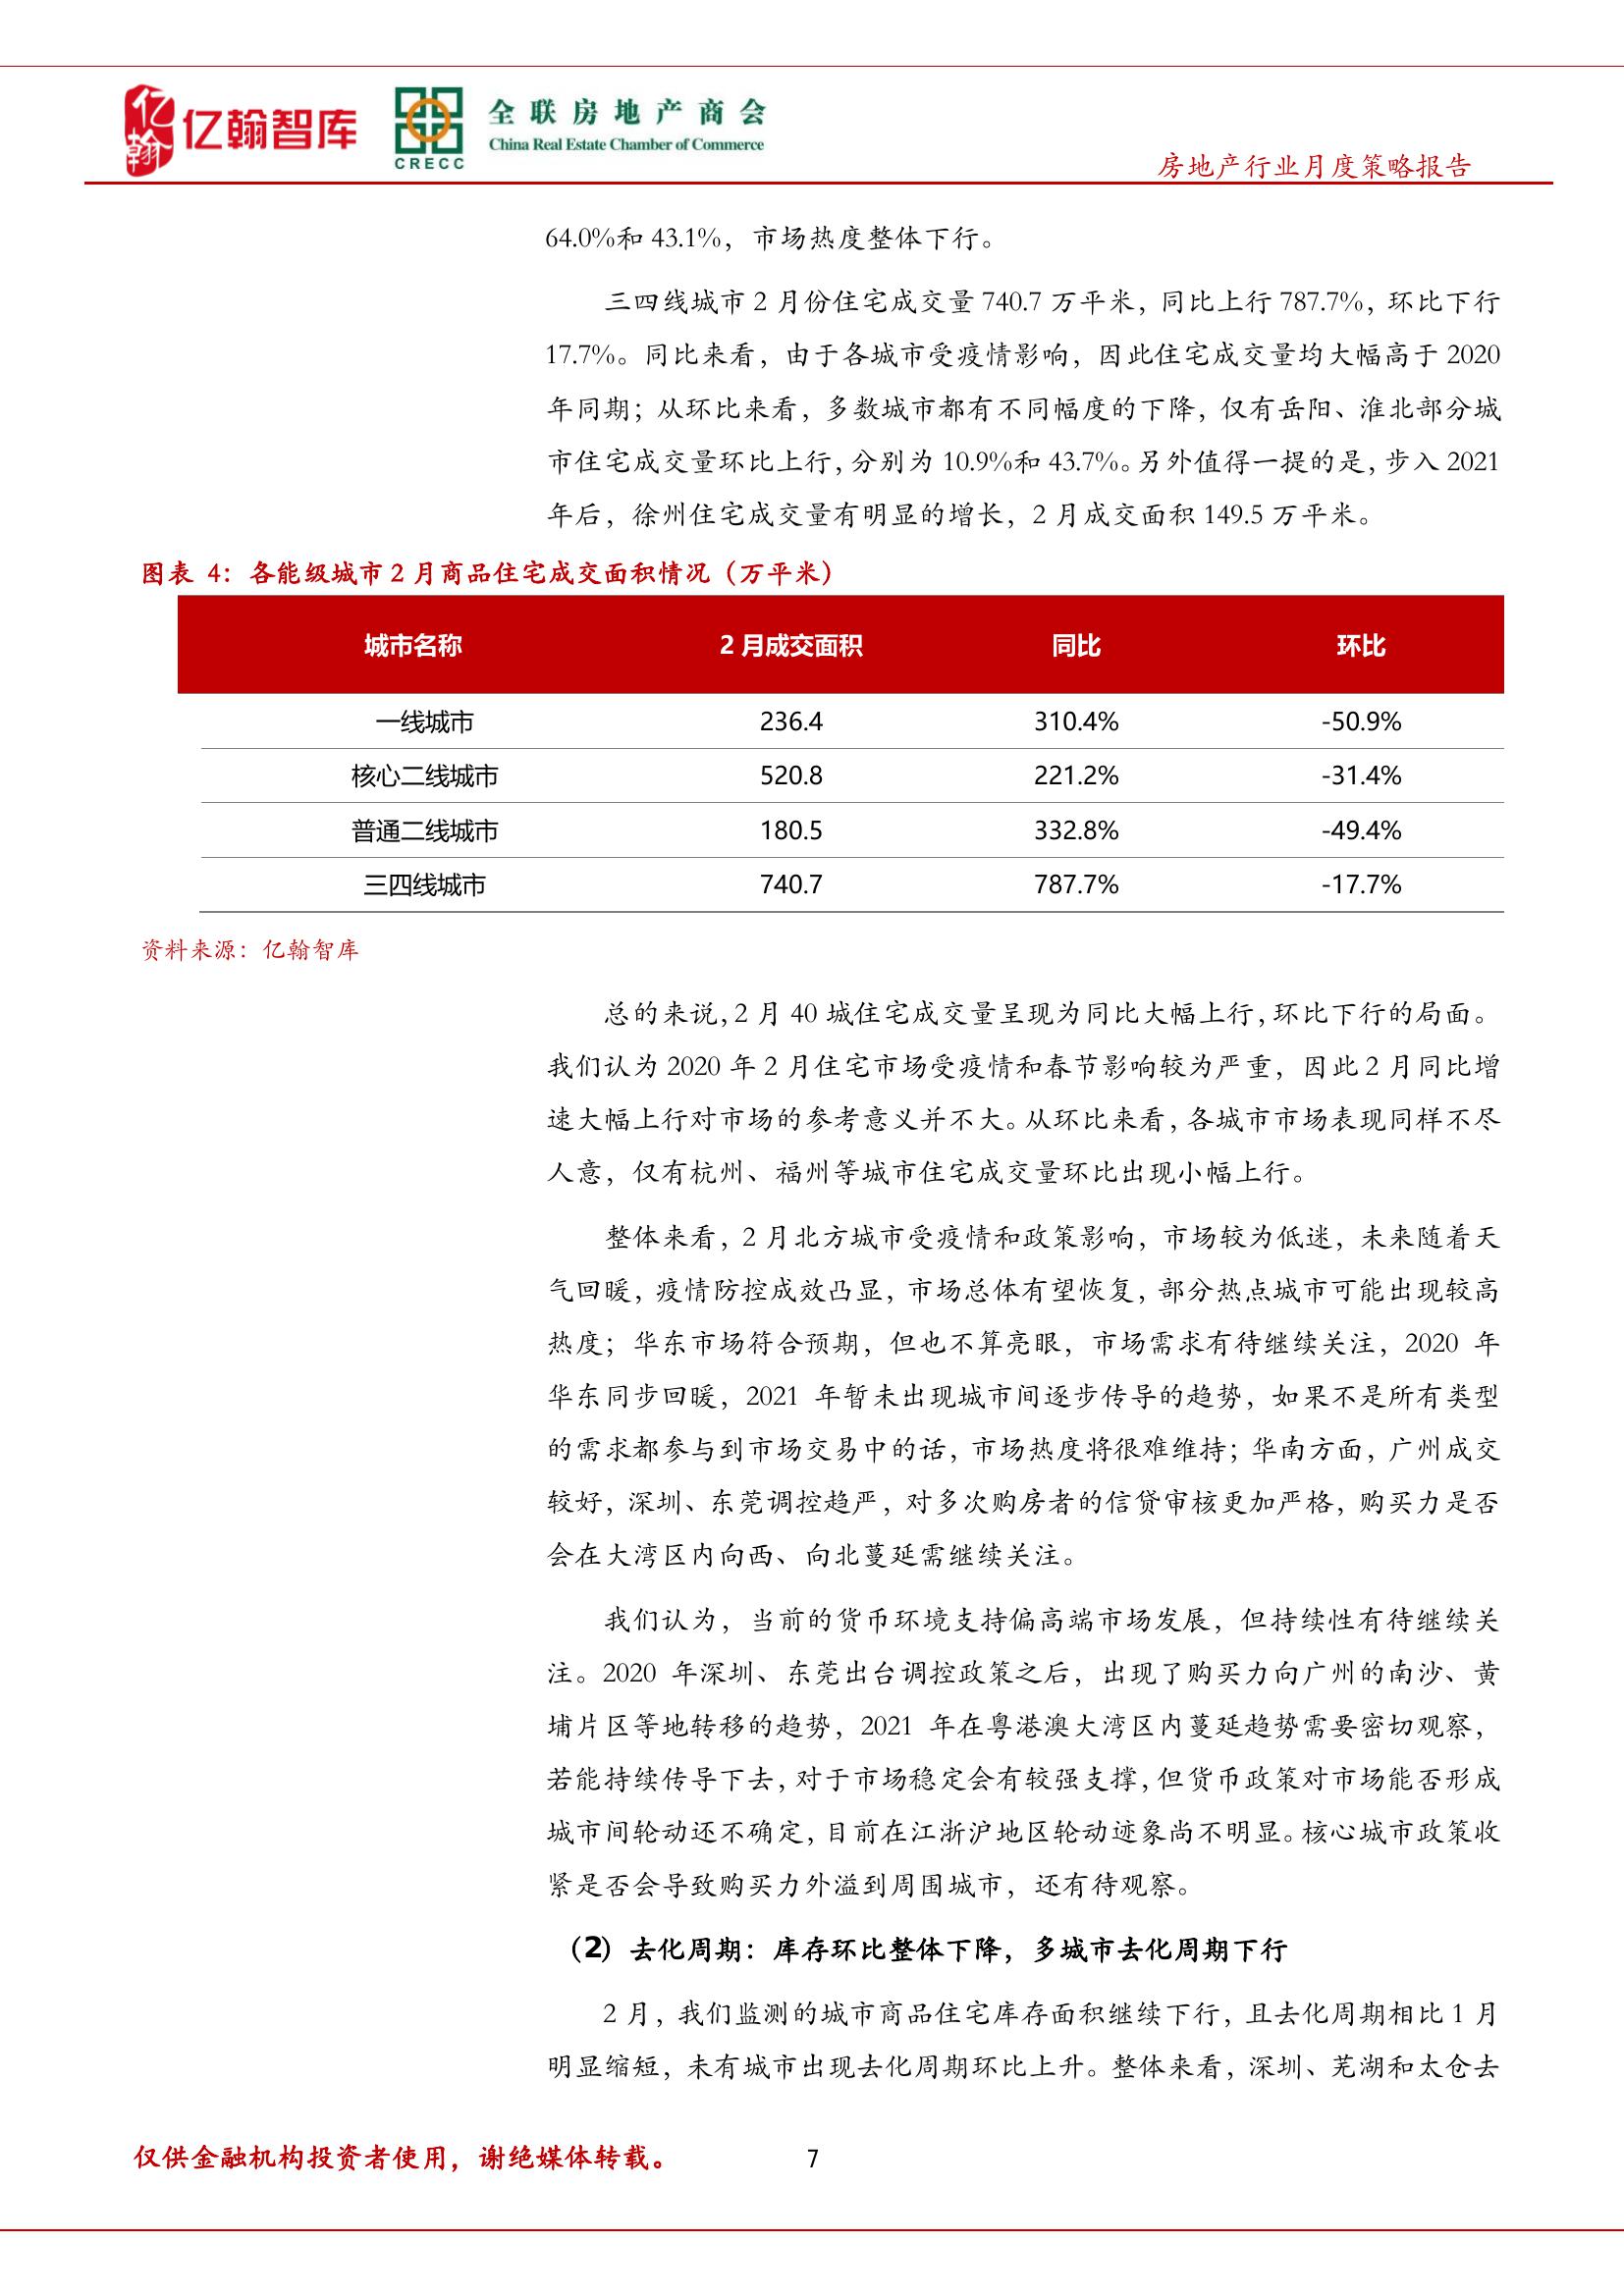 亿翰 亿翰智库 CRECC 全联房地产商会
China Real Estate Chamber of Commerce
房地产行业月度策略报告
64.0%和 43.1%，市场热度整体下行。
三四线城市 2 月份住宅成交量 740.7 万平米，同比上行 787.7%，环比下行
17.7%。同比来看，由于各城市受疫情影响，因此住宅成交量均大幅高于 2020
年同期；从环比来看，多数城市都有不同幅度的下降，仅有岳阳、淮北部分城
市住宅成交量环比上行，分别为 10.9%和 43.7%。另外值得一提的是，步入 2021
年后，徐州住宅成交量有明显的增长，2 月成交面积 149.5 万平米。
图表 4：各能级城市 2 月商品住宅成交面积情况（万平米）
城市名称 2 月成交面积 同比 环比
一线城市 236.4 310.4% -50.9%
核心二线城市 520.8 221.2% -31.4%
普通二线城市 180.5 332.8% -49.4%
三四线城市 740.7 787.7% -17.7%
资料来源：亿翰智库
总的来说，2 月 40 城住宅成交量呈现为同比大幅上行，环比下行的局面。
我们认为 2020 年 2 月住宅市场受疫情和春节影响较为严重，因此 2 月同比增
速大幅上行对市场的参考意义并不大。从环比来看，各城市市场表现同样不尽
人意，仅有杭州、福州等城市住宅成交量环比出现小幅上行。
整体来看，2 月北方城市受疫情和政策影响，市场较为低迷，未来随着天
气回暖，疫情防控成效凸显，市场总体有望恢复，部分热点城市可能出现较高
热度；华东市场符合预期，但也不算亮眼，市场需求有待继续关注，2020 年
华东同步回暖，2021 年暂未出现城市间逐步传导的趋势，如果不是所有类型
的需求都参与到市场交易中的话，市场热度将很难维持；华南方面，广州成交
较好，深圳、东莞调控趋严，对多次购房者的信贷审核更加严格，购买力是否
会在大湾区内向西、向北蔓延需继续关注。
我们认为，当前的货币环境支持偏高端市场发展，但持续性有待继续关
注。2020 年深圳、东莞出台调控政策之后，出现了购买力向广州的南沙、黄
埔片区等地转移的趋势，2021 年在粤港澳大湾区内蔓延趋势需要密切观察，
若能持续传导下去，对于市场稳定会有较强支撑，但货币政策对市场能否形成
城市间轮动还不确定，目前在江浙沪地区轮动迹象尚不明显。核心城市政策收
紧是否会导致购买力外溢到周围城市，还有待观察。
（2）去化周期：库存环比整体下降，多城市去化周期下行
2 月，我们监测的城市商品住宅库存面积继续下行，且去化周期相比 1 月
明显缩短，未有城市出现去化周期环比上升。整体来看，深圳、芜湖和太仓去
仅供金融机构投资者使用，谢绝媒体转载。 7